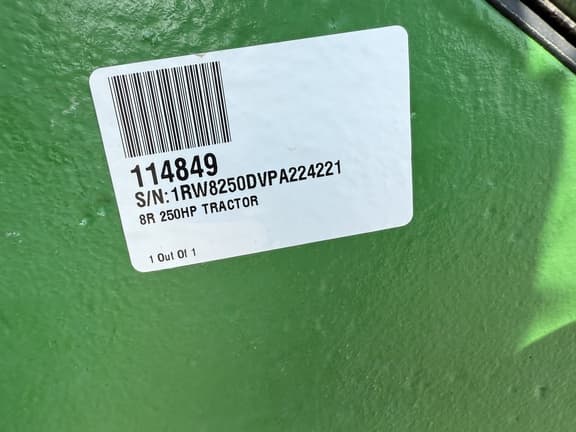 114849
S/N:1RW8250DVPA224221
8R 250HP TRACTOR
1 Out Of 1